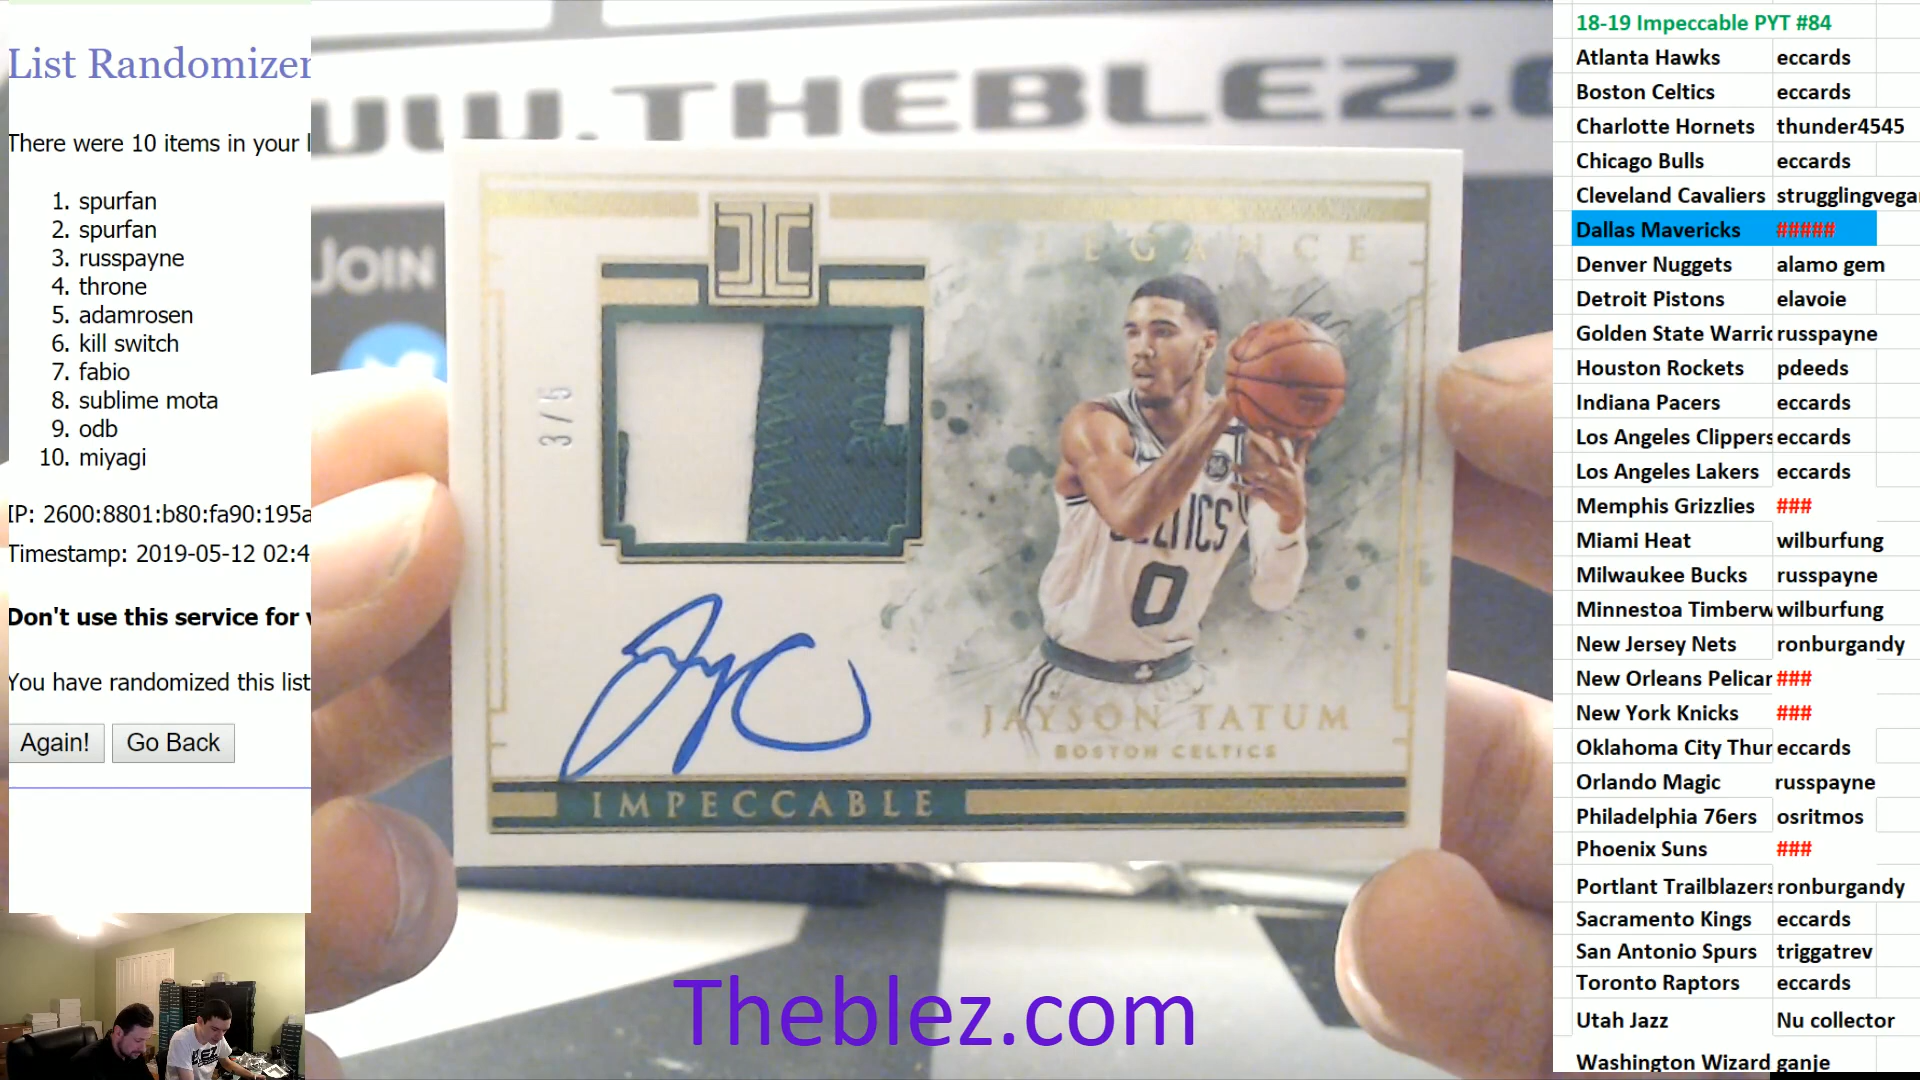 List Randomizer
There were 10 items in your l
1. spurfan
2. spurfan
3. russpayne
4. throne
5. adamrosen
6. kill switch
7. fabio
8. sublime mota
9. odb
10. miyagi
IP: 2600:8801:b80:fa90:195a
Timestamp: 2019-05-12 02:4
Don't use this service for
You have randomized this list
Again! Go Back
WWW.THEBLEZ.C
JOIN
ELEGANCE
3/5
CELTICS
0
JAYSON TATUM
BOSTON CELTICS
IMPECCABLE
Theblez.com
18-19 Impeccable PYT #84
Atlanta Hawks eccards
Boston Celtics eccards
Charlotte Hornets thunder4545
Chicago Bulls eccards
Cleveland Cavaliers strugglingvega
Dallas Mavericks #####
Denver Nuggets alamo gem
Detroit Pistons elavoie
Golden State Warric russpayne
Houston Rockets pdeeds
Indiana Pacers eccards
Los Angeles Clippers eccards
Los Angeles Lakers eccards
Memphis Grizzlies ###
Miami Heat wilburfung
Milwaukee Bucks russpayne
Minnestoa Timberw wilburfung
New Jersey Nets ronburgandy
New Orleans Pelicar ###
New York Knicks ###
Oklahoma City Thur eccards
Orlando Magic russpayne
Philadelphia 76ers osritmos
Phoenix Suns ###
Portlant Trailblazers ronburgandy
Sacramento Kings eccards
San Antonio Spurs triggatrev
Toronto Raptors eccards
Utah Jazz Nu collector
Washington Wizard ganje